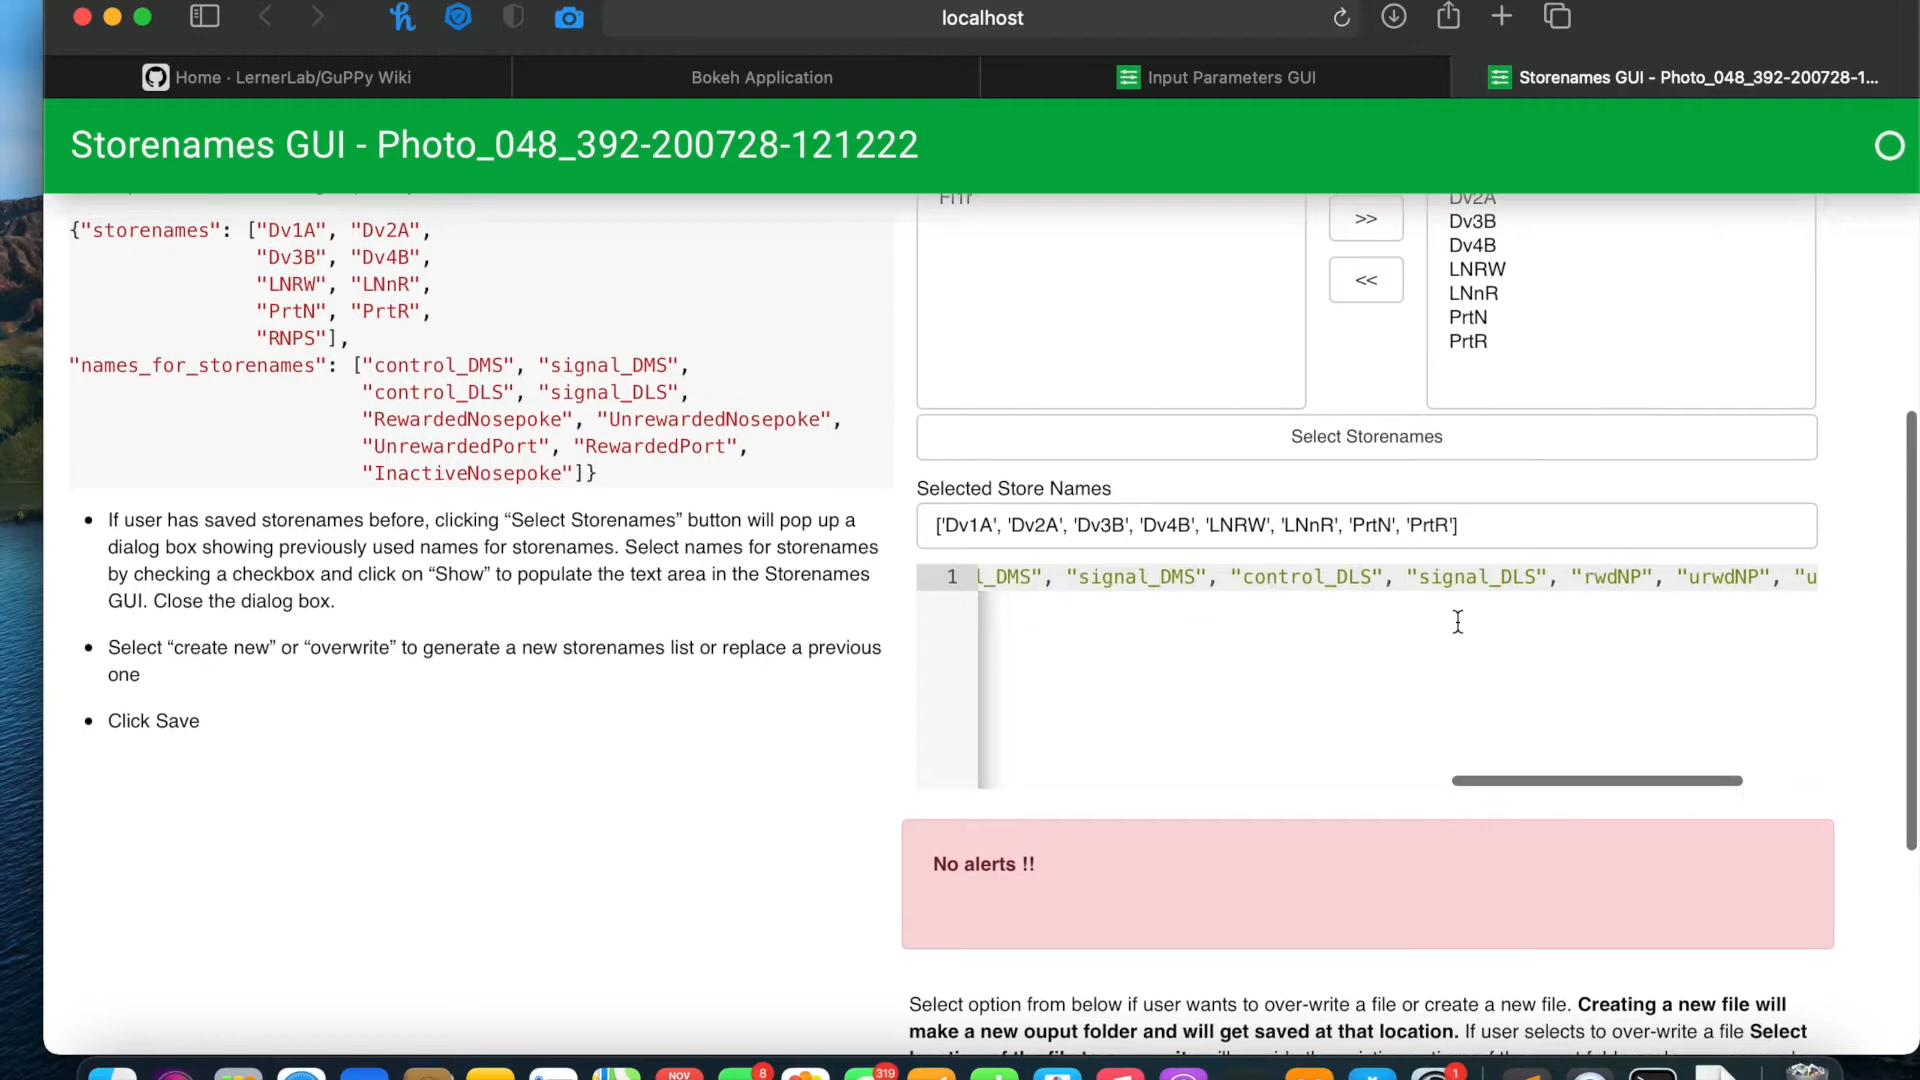 localhost
Home · LernerLab/GuPPy Wiki
Bokeh Application
Input Parameters GUI
Storenames GUI - Photo_048_392-200728-1...
Storenames GUI - Photo_048_392-200728-121222
{"storenames": ["Dv1A", "Dv2A",
"Dv3B", "Dv4B",
"LNRW", "LNnR",
"PrtN", "PrtR",
"RNPS"],
"names_for_storenames": ["control_DMS", "signal_DMS",
"control_DLS", "signal_DLS",
"RewardedNosepoke", "UnrewardedNosepoke",
"UnrewardedPort", "RewardedPort",
"InactiveNosepoke"]}
• If user has saved storenames before, clicking “Select Storenames” button will pop up a
dialog box showing previously used names for storenames. Select names for storenames
by checking a checkbox and click on “Show” to populate the text area in the Storenames
GUI. Close the dialog box.
• Select “create new” or “overwrite” to generate a new storenames list or replace a previous
one
• Click Save
>>
<<
Dv2A
Dv3B
Dv4B
LNRW
LNnR
PrtN
PrtR
Select Storenames
Selected Store Names
['Dv1A', 'Dv2A', 'Dv3B', 'Dv4B', 'LNRW', 'LNnR', 'PrtN', 'PrtR']
1 l_DMS", "signal_DMS", "control_DLS", "signal_DLS", "rwdNP", "urwdNP", "u
No alerts !!
Select option from below if user wants to over-write a file or create a new file. Creating a new file will
make a new ouput folder and will get saved at that location. If user selects to over-write a file Select
NOV
8
319
1